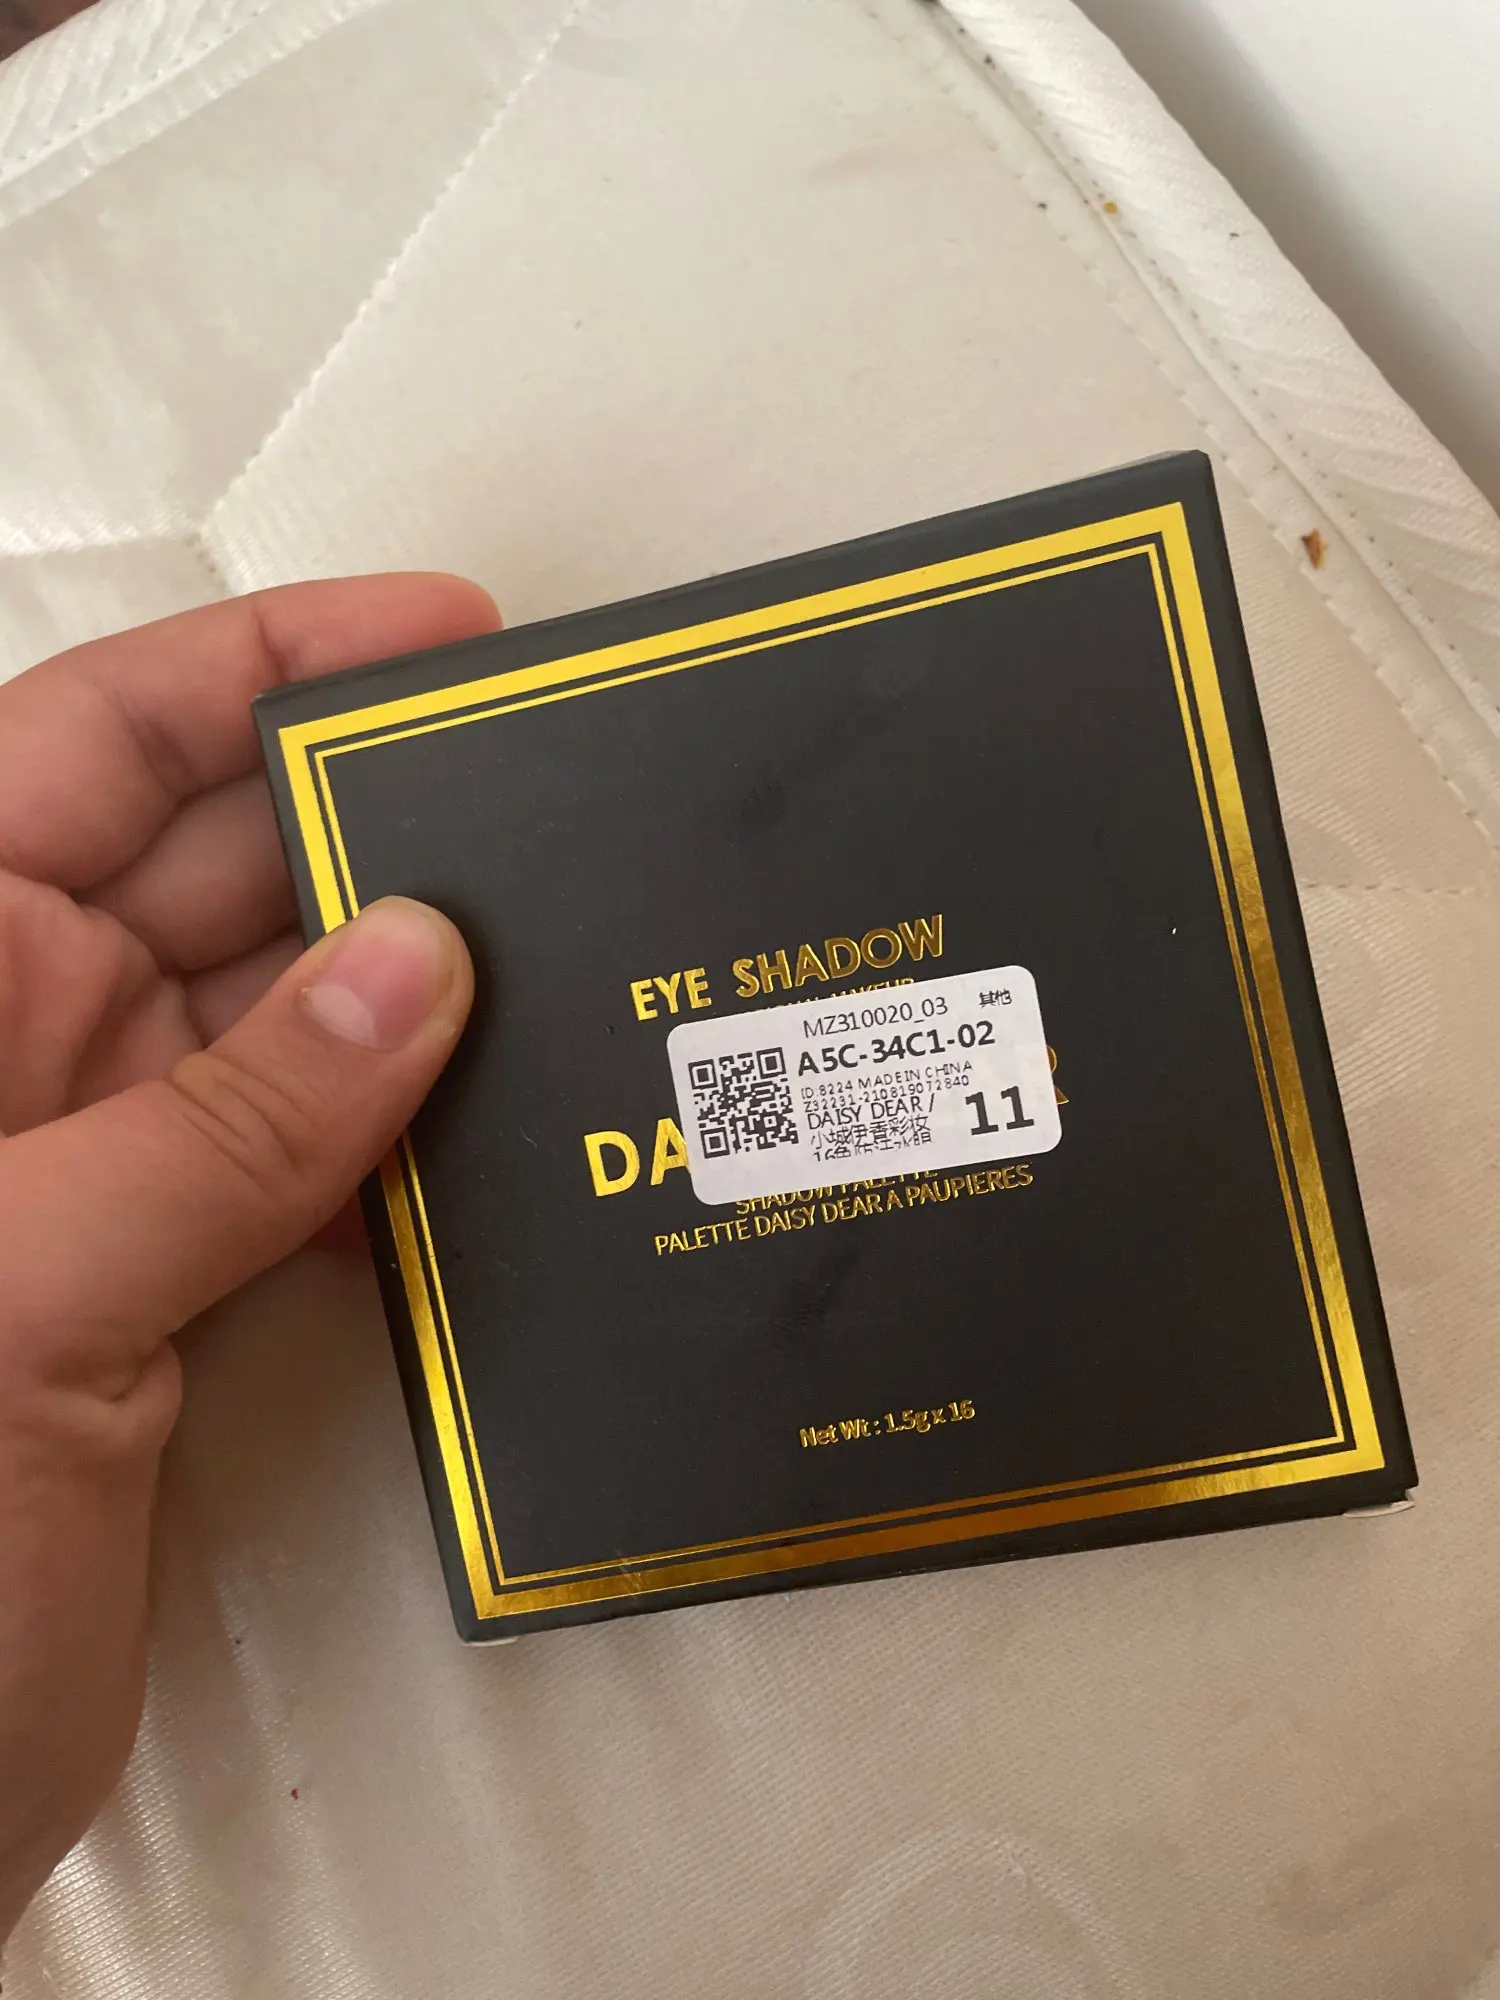 EYE SHADOW
MZ310020_03 其他
A5C-34C1-02
ID:8224 MADE IN CHINA
Z32231-210819072840
DAISY DEAR/
小城伊香彩妆
11
DA
SHADOW PALETTE
PALETTE DAISY DEAR A PAUPIERES
Net Wt : 1.5g x 16